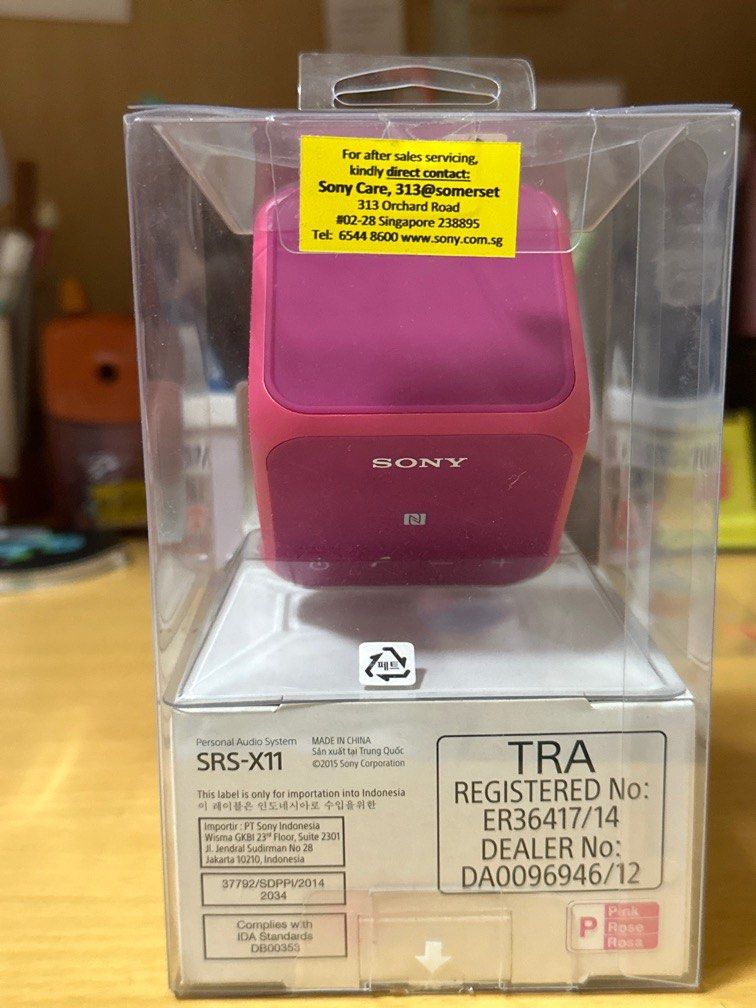 For after sales servicing,
kindly direct contact:
Sony Care, 313@somerset
313 Orchard Road
#02-28 Singapore 238895
Tel: 6544 8600 www.sony.com.sg
SONY
페트
Personal Audio System
SRS-X11
MADE IN CHINA
Sản xuất tại Trung Quốc
©2015 Sony Corporation
This label is only for importation into Indonesia
이 레이블은 인도네시아로 수입을위한
Importir : PT Sony Indonesia
Wisma GKBI 23rd Floor, Suite 2301
Jl. Jendral Sudirman No 28
Jakarta 10210, Indonesia
37792/SDPPI/2014
2034
Complies with
IDA Standards
DB00353
TRA
REGISTERED No:
ER36417/14
DEALER No:
DA0096946/12
P
Pink
Rose
Rosa